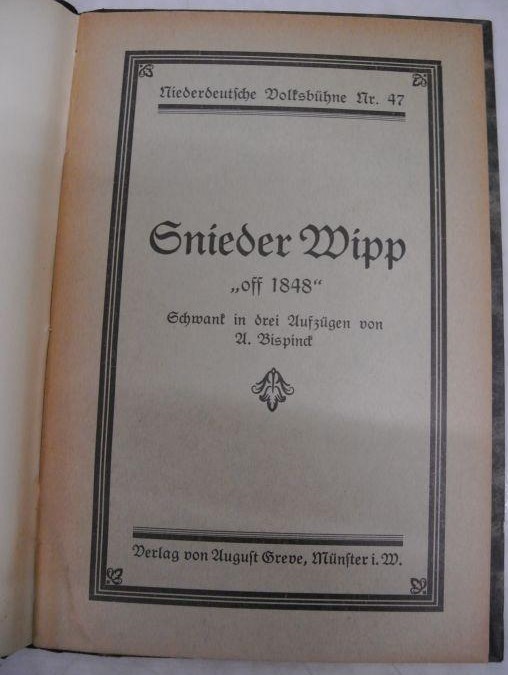 Niederdeutsche Volksbühne Nr. 47
Snieder Wipp
„off 1848“
Schwank in drei Aufzügen von
A. Bispinck
Verlag von August Greve, Münster i. W.